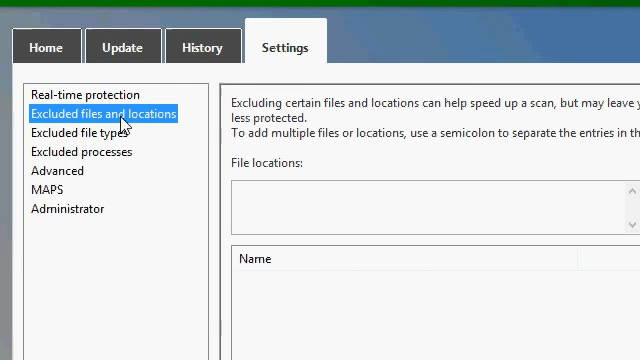 Home
Update
History
Settings
Real-time protection
Excluded files and locations
Excluded file types
Excluded processes
Advanced
MAPS
Administrator
Excluding certain files and locations can help speed up a scan, but may leave
less protected.
To add multiple files or locations, use a semicolon to separate the entries in
File locations:
Name